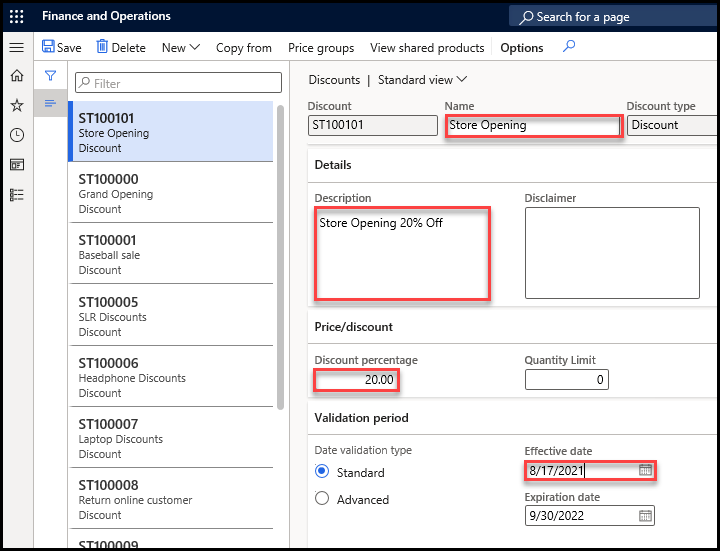 Finance and Operations
Search for a page
Save Delete New Copy from Price groups View shared products Options
Filter
ST100101
Store Opening
Discount
ST100000
Grand Opening
Discount
ST100001
Baseball sale
Discount
ST100005
SLR Discounts
Discount
ST100006
Headphone Discounts
Discount
ST100007
Laptop Discounts
Discount
ST100008
Return online customer
Discount
ST100009
Discounts | Standard view
Discount Name Discount type
ST100101 Store Opening Discount
Details
Description Disclaimer
Store Opening 20% Off
Price/discount
Discount percentage Quantity Limit
20.00 0
Validation period
Date validation type Effective date
Standard 8/17/2021
Advanced Expiration date
9/30/2022